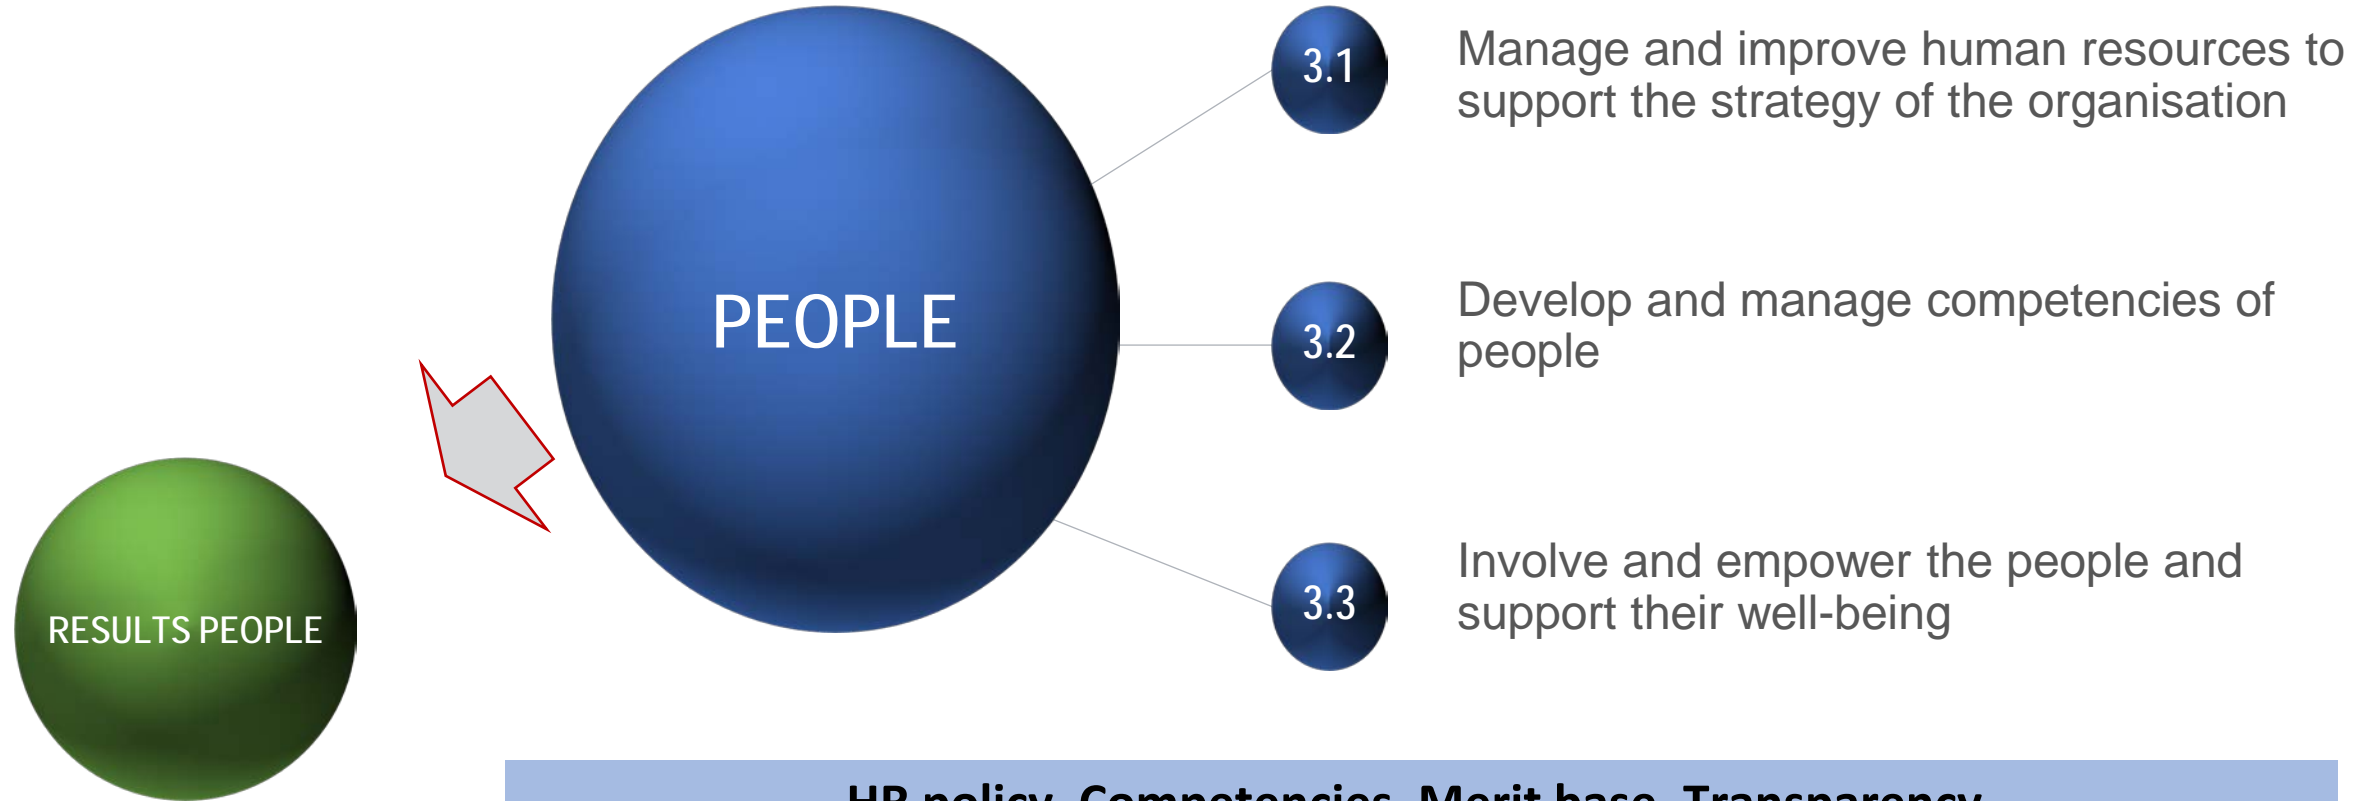 3.1
Manage and improve human resources to
support the strategy of the organisation
PEOPLE
3.2
Develop and manage competencies of
people
3.3
Involve and empower the people and
support their well-being
RESULTS PEOPLE
HR policy, Competencies, Merit base, Transparency